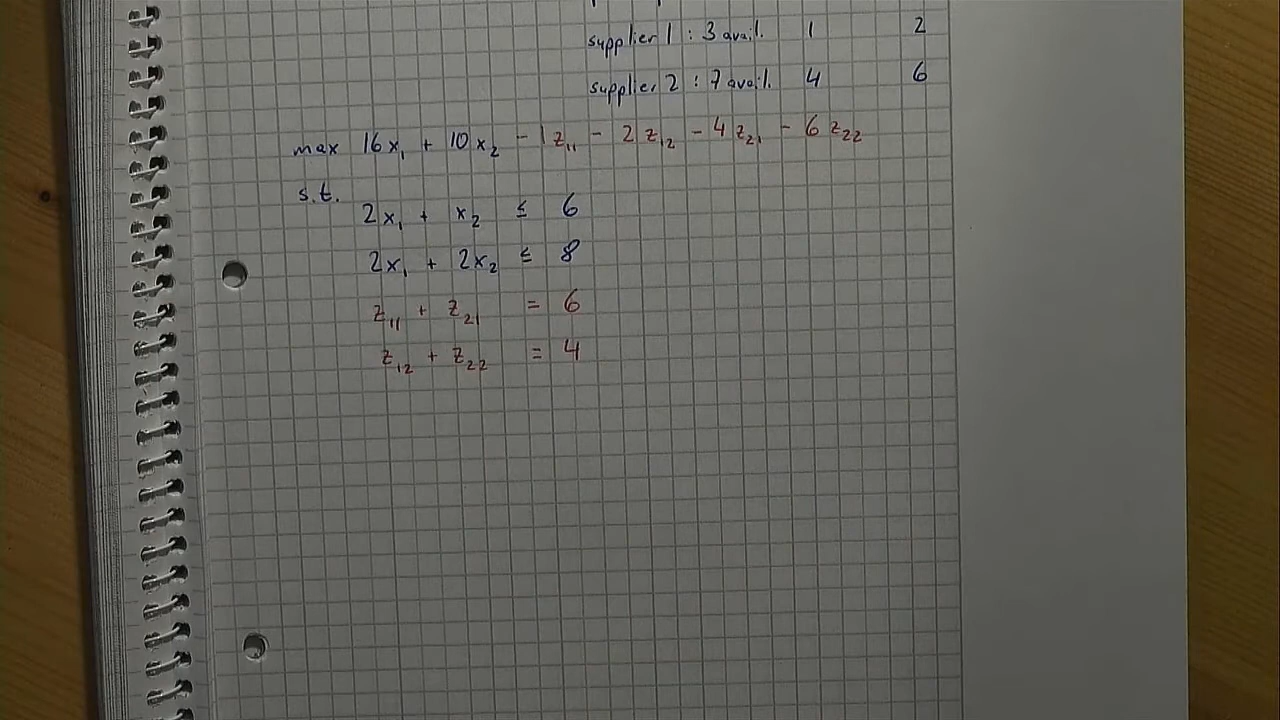 supplier 1 : 3 avail. 1 2
supplier 2 : 7 avail. 4 6
max 16x₁ + 10x₂ - 1z₁₁ - 2z₁₂ - 4z₂₁ - 6z₂₂
s.t.
2x₁ + x₂ ≤ 6
2x₁ + 2x₂ ≤ 8
z₁₁ + z₂₁ = 6
z₁₂ + z₂₂ = 4